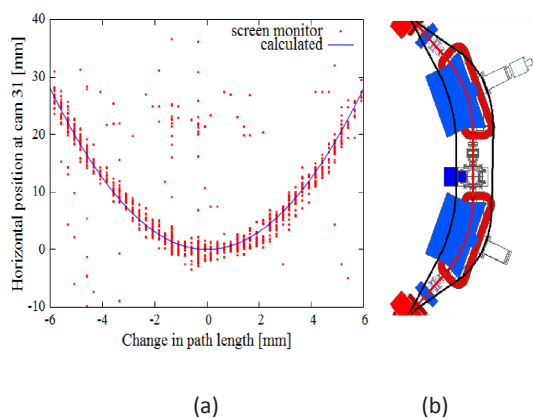 screen monitor
calculated
Horizontal position at cam 31 [mm]
40
30
20
10
0
-10
-6
-4
-2
0
2
4
6
Change in path length [mm]
(a)
(b)